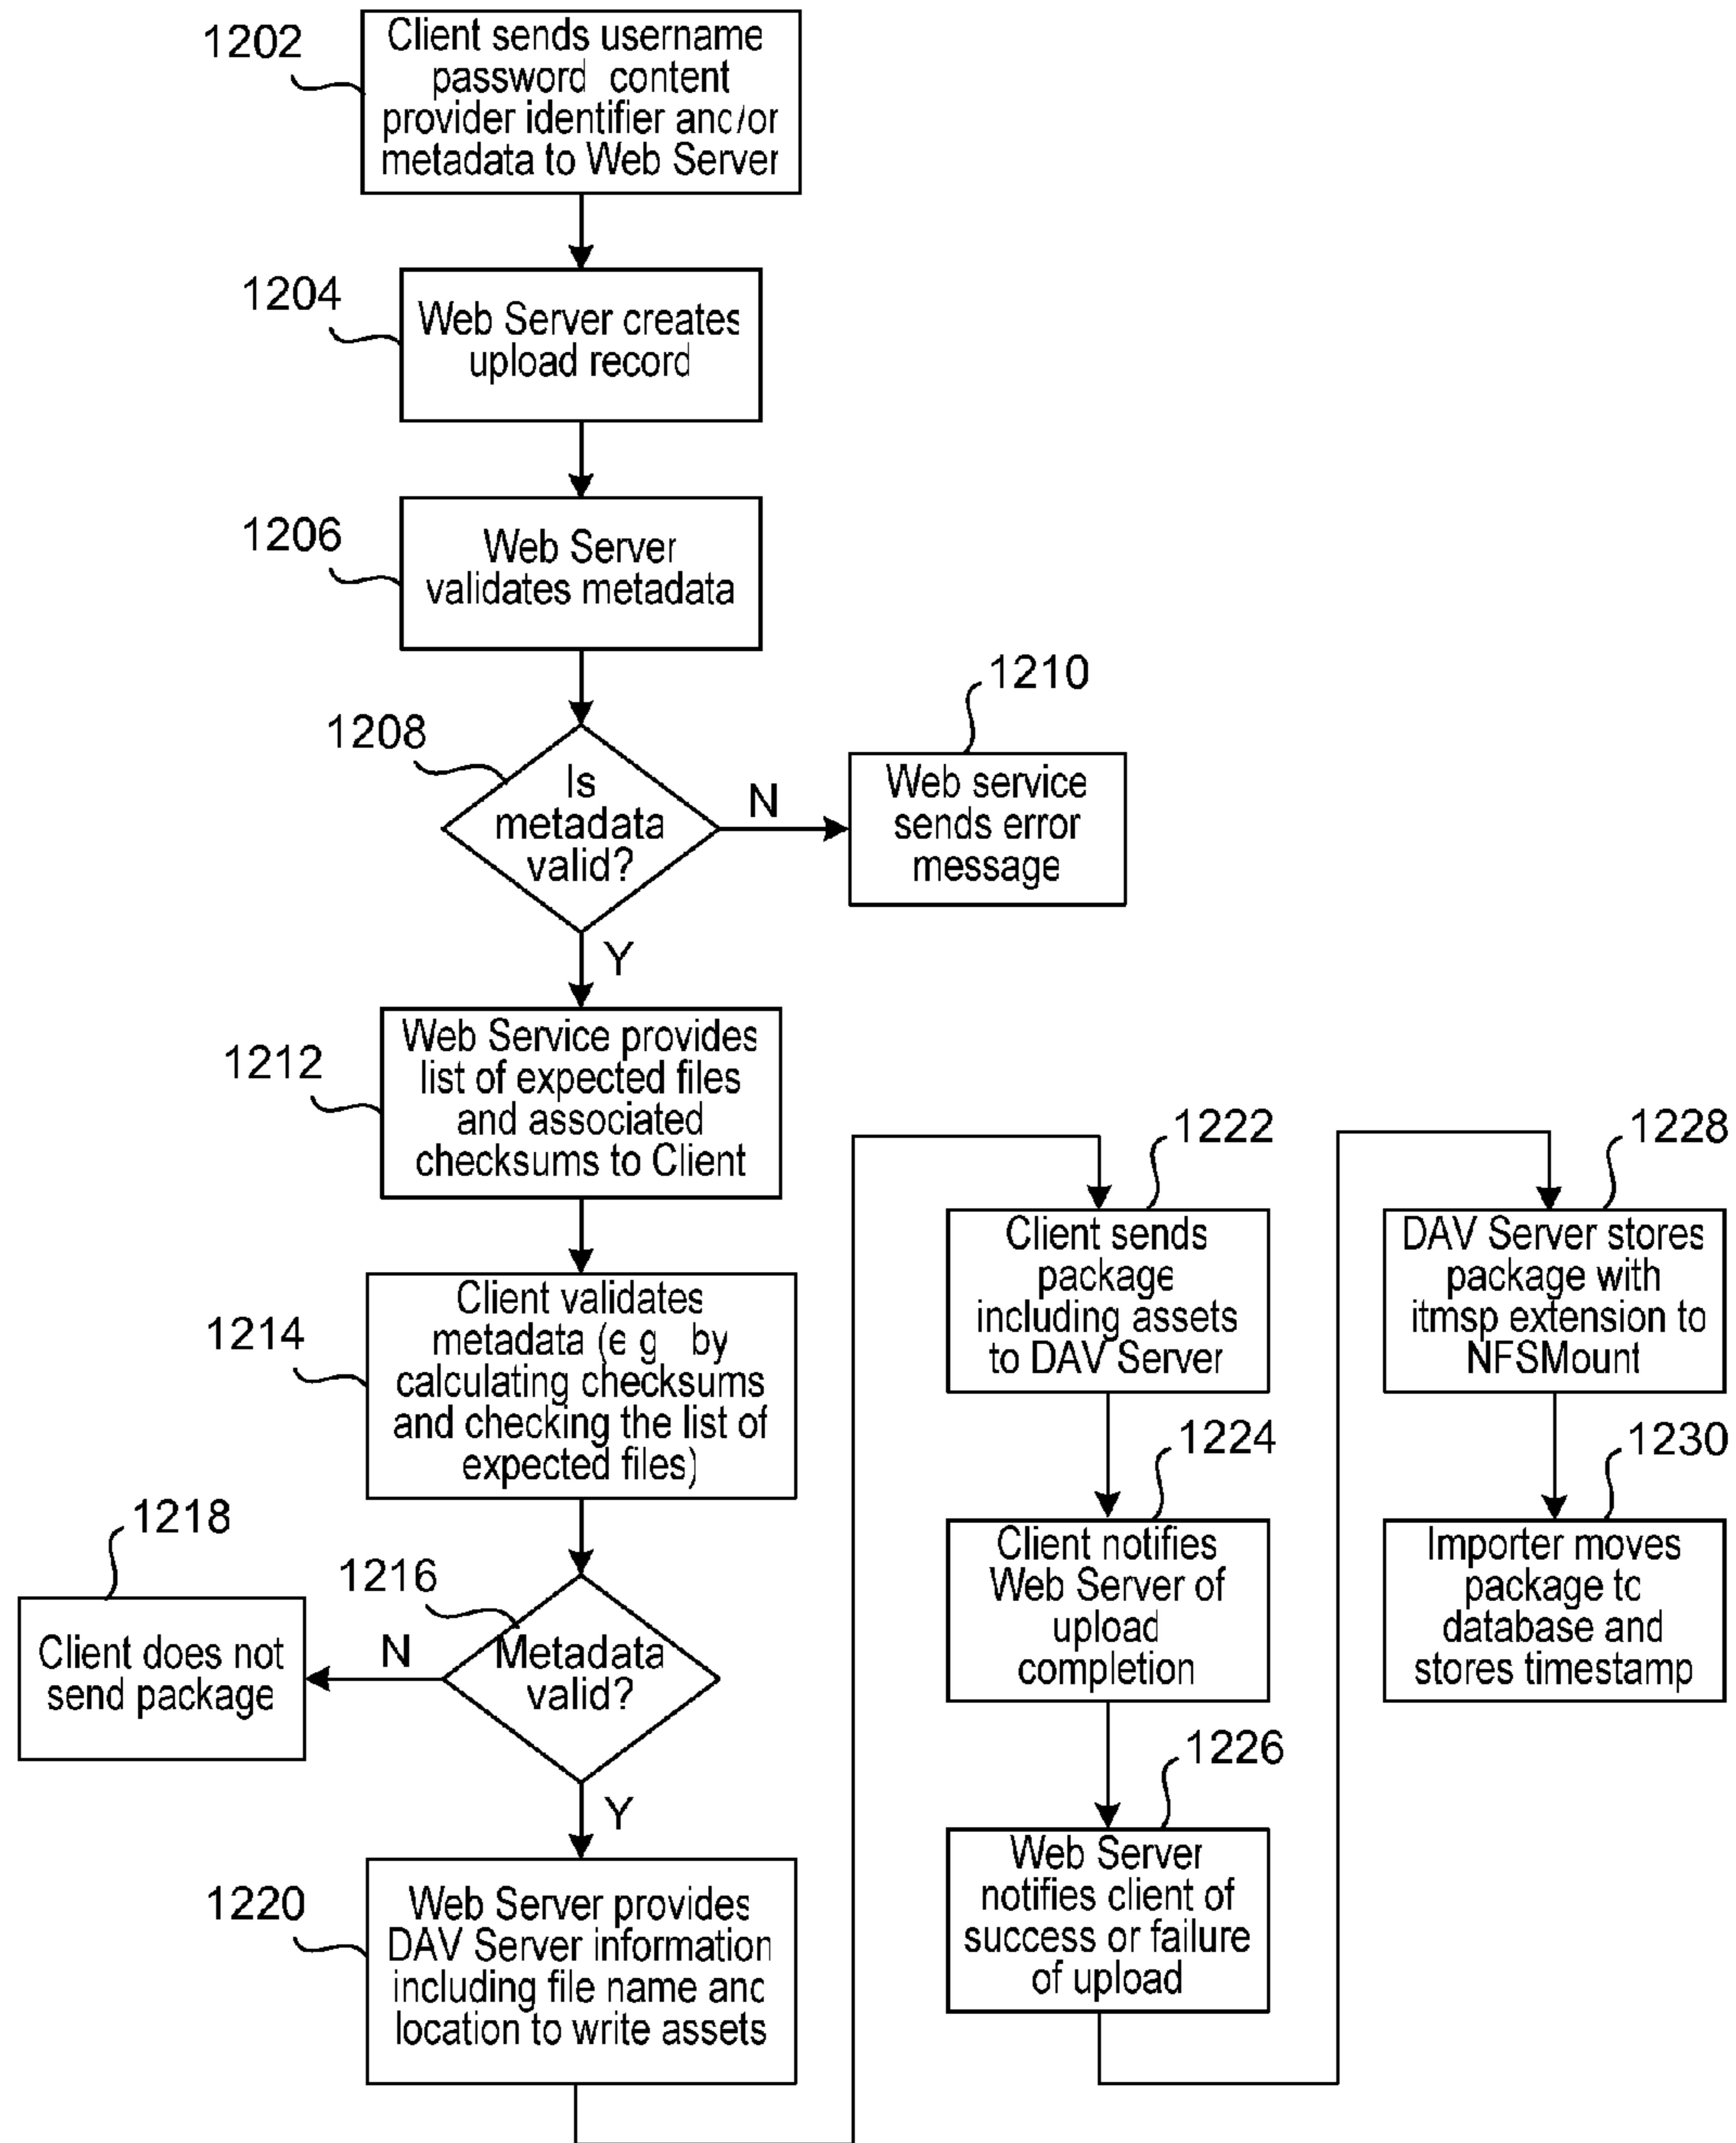 1202
Client sends username
password content
provider identifier and/or
metadata to Web Server
1204
Web Server creates
upload record
1206
Web Server
validates metadata
1208
Is
metadata
valid?
N
1210
Web service
sends error
message
Y
1212
Web Service provides
list of expected files
and associated
checksums to Client
1214
Client validates
metadata (e g by
calculating checksums
and checking the list of
expected files)
1216
Metadata
valid?
N
1218
Client does not
send package
Y
1220
Web Server provides
DAV Server information
including file name and
location to write assets
1222
Client sends
package
including assets
to DAV Server
1224
Client notifies
Web Server of
upload
completion
1226
Web Server
notifies client of
success or failure
of upload
1228
DAV Server stores
package with
itmsp extension to
NFSMount
1230
Importer moves
package to
database and
stores timestamp